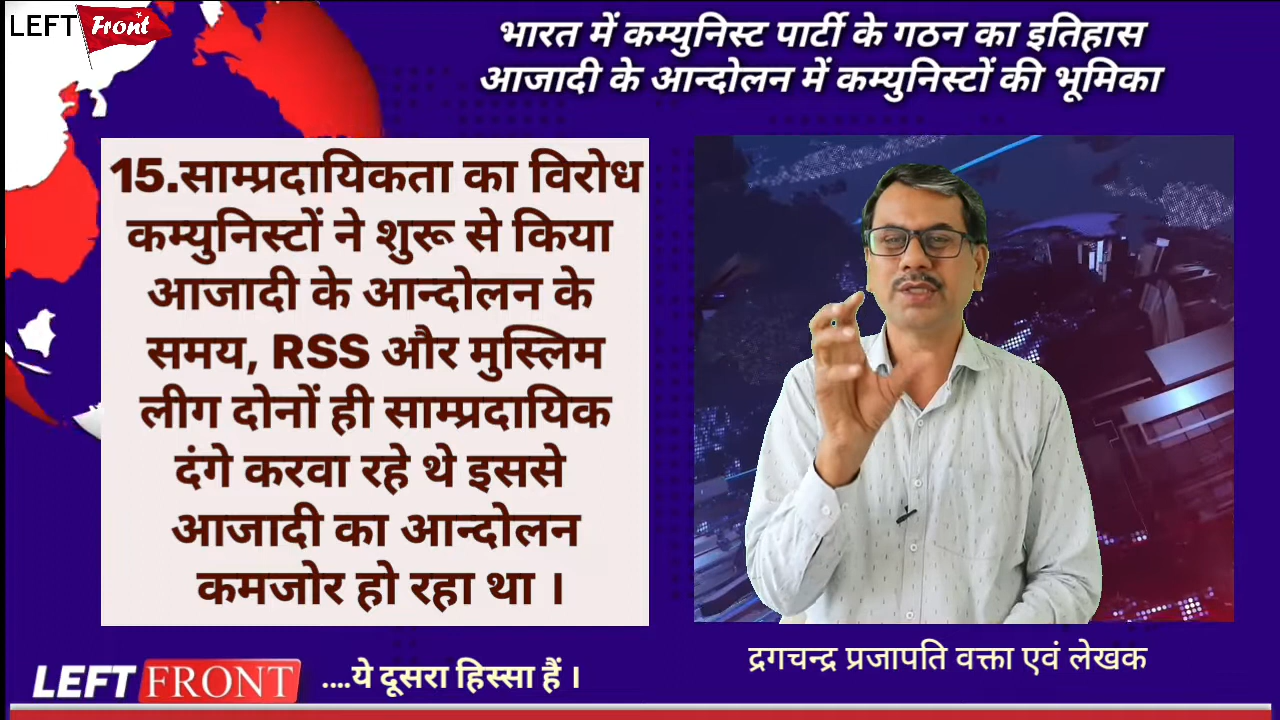 LEFT Front
भारत में कम्युनिस्ट पार्टी के गठन का इतिहास
आजादी के आन्दोलन में कम्युनिस्टों की भूमिका
15.साम्प्रदायिकता का विरोध
कम्युनिस्टों ने शुरू से किया
आजादी के आन्दोलन के
समय, RSS और मुस्लिम
लीग दोनों ही साम्प्रदायिक
दंगे करवा रहे थे इससे
आजादी का आन्दोलन
कमजोर हो रहा था ।
द्रगचन्द्र प्रजापति वक्ता एवं लेखक
LEFT FRONT
....ये दूसरा हिस्सा हैं ।